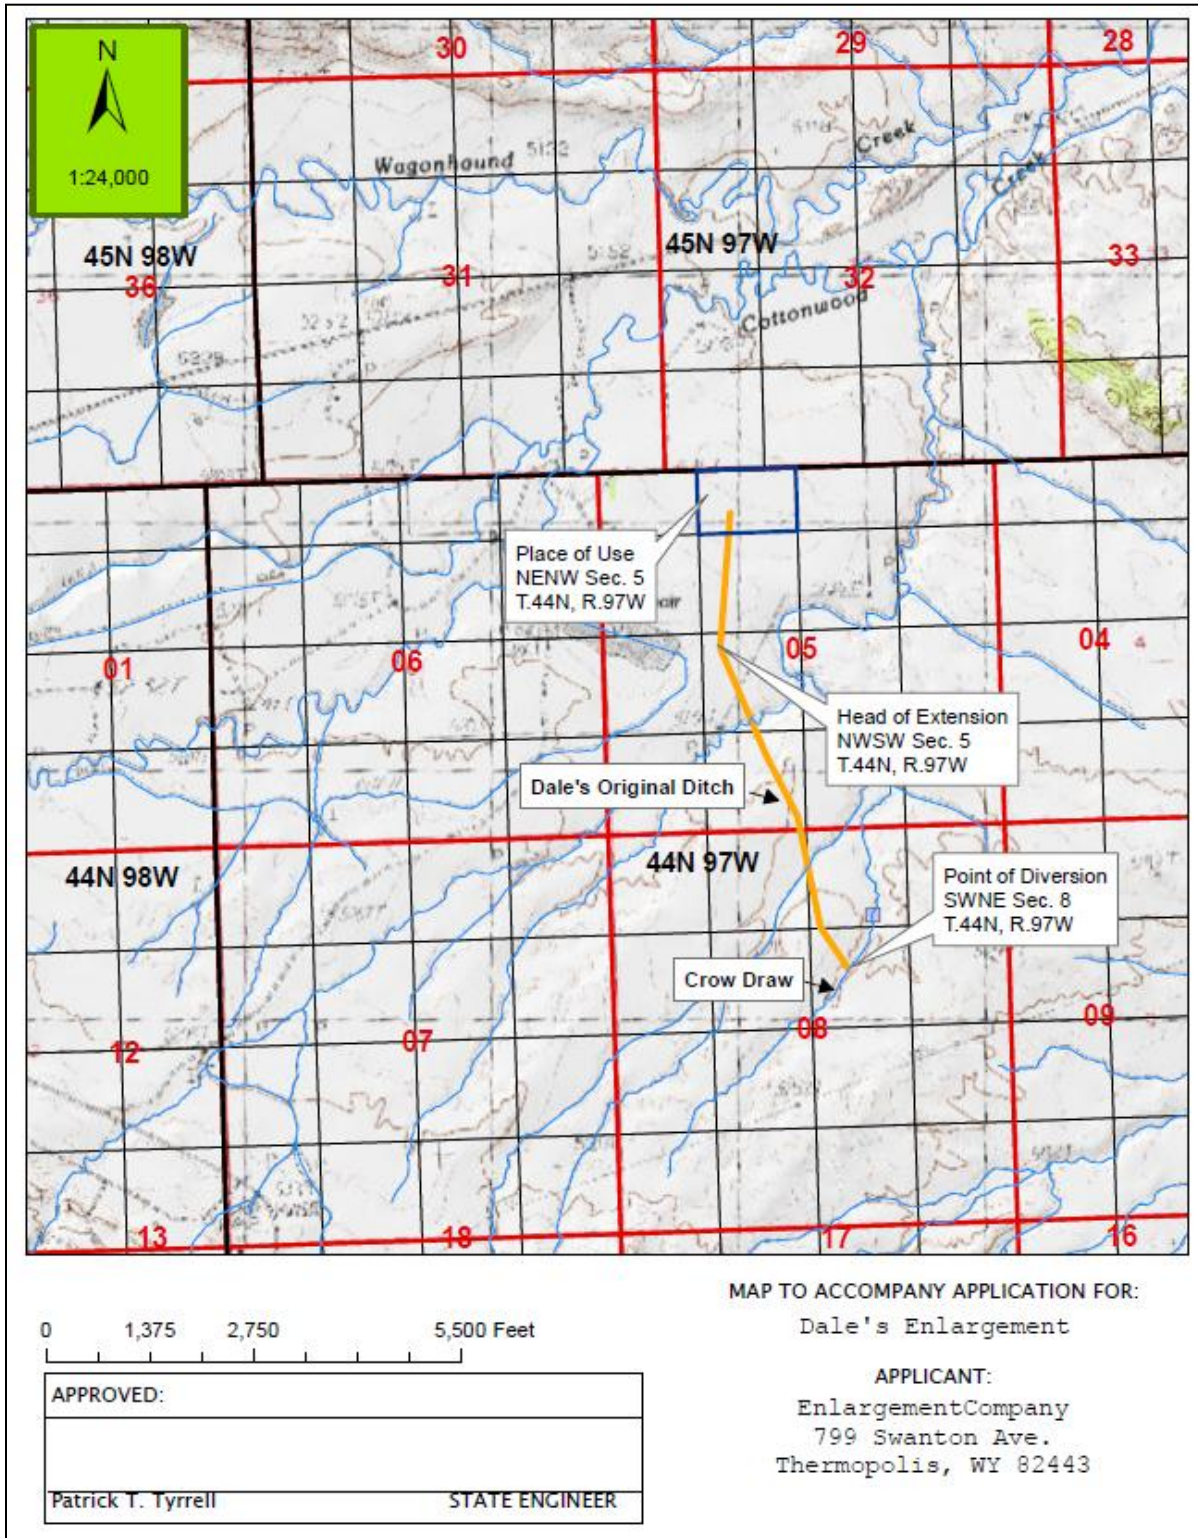 N
1:24,000
30
29
28
Wagonhound
5132
Creek
Creek
45N 98W
36
31
45N 97W
32
33
Cottonwood
Place of Use
NENW Sec. 5
T.44N, R.97W
01
06
05
04
Head of Extension
NWSW Sec. 5
T.44N, R.97W
Dale's Original Ditch
44N 98W
44N 97W
Point of Diversion
SWNE Sec. 8
T.44N, R.97W
Crow Draw
12
07
08
09
13
18
17
16
0 1,375 2,750 5,500 Feet
APPROVED:
Patrick T. Tyrrell STATE ENGINEER
MAP TO ACCOMPANY APPLICATION FOR:
Dale's Enlargement
APPLICANT:
EnlargementCompany
799 Swanton Ave.
Thermopolis, WY 82443